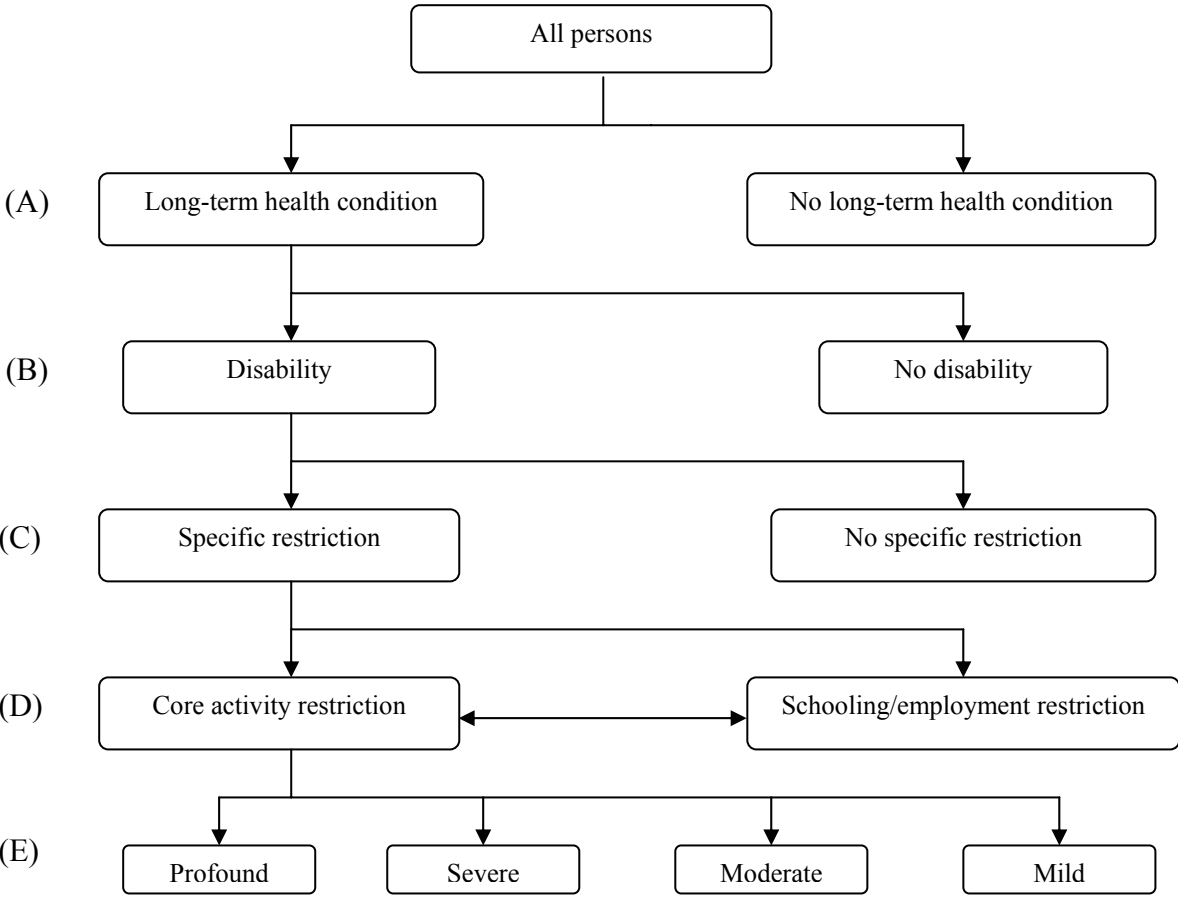 All persons
(A)
Long-term health condition
No long-term health condition
(B)
Disability
No disability
(C)
Specific restriction
No specific restriction
(D)
Core activity restriction
Schooling/employment restriction
(E)
Profound
Severe
Moderate
Mild